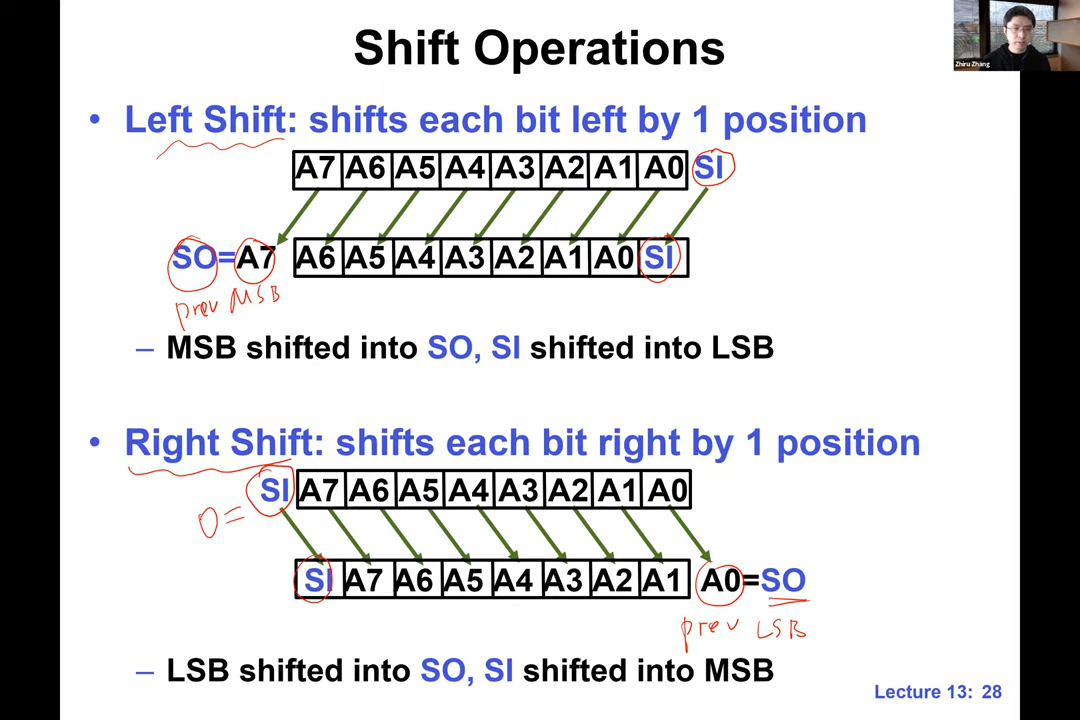 Shift Operations
Zhiru Zhang
• Left Shift: shifts each bit left by 1 position
A7 A6 A5 A4 A3 A2 A1 A0 SI
SO=A7 A6 A5 A4 A3 A2 A1 A0 SI
prev MSB
– MSB shifted into SO, SI shifted into LSB
• Right Shift: shifts each bit right by 1 position
SI A7 A6 A5 A4 A3 A2 A1 A0
0=
SI A7 A6 A5 A4 A3 A2 A1 A0=SO
prev LSB
– LSB shifted into SO, SI shifted into MSB
Lecture 13: 28